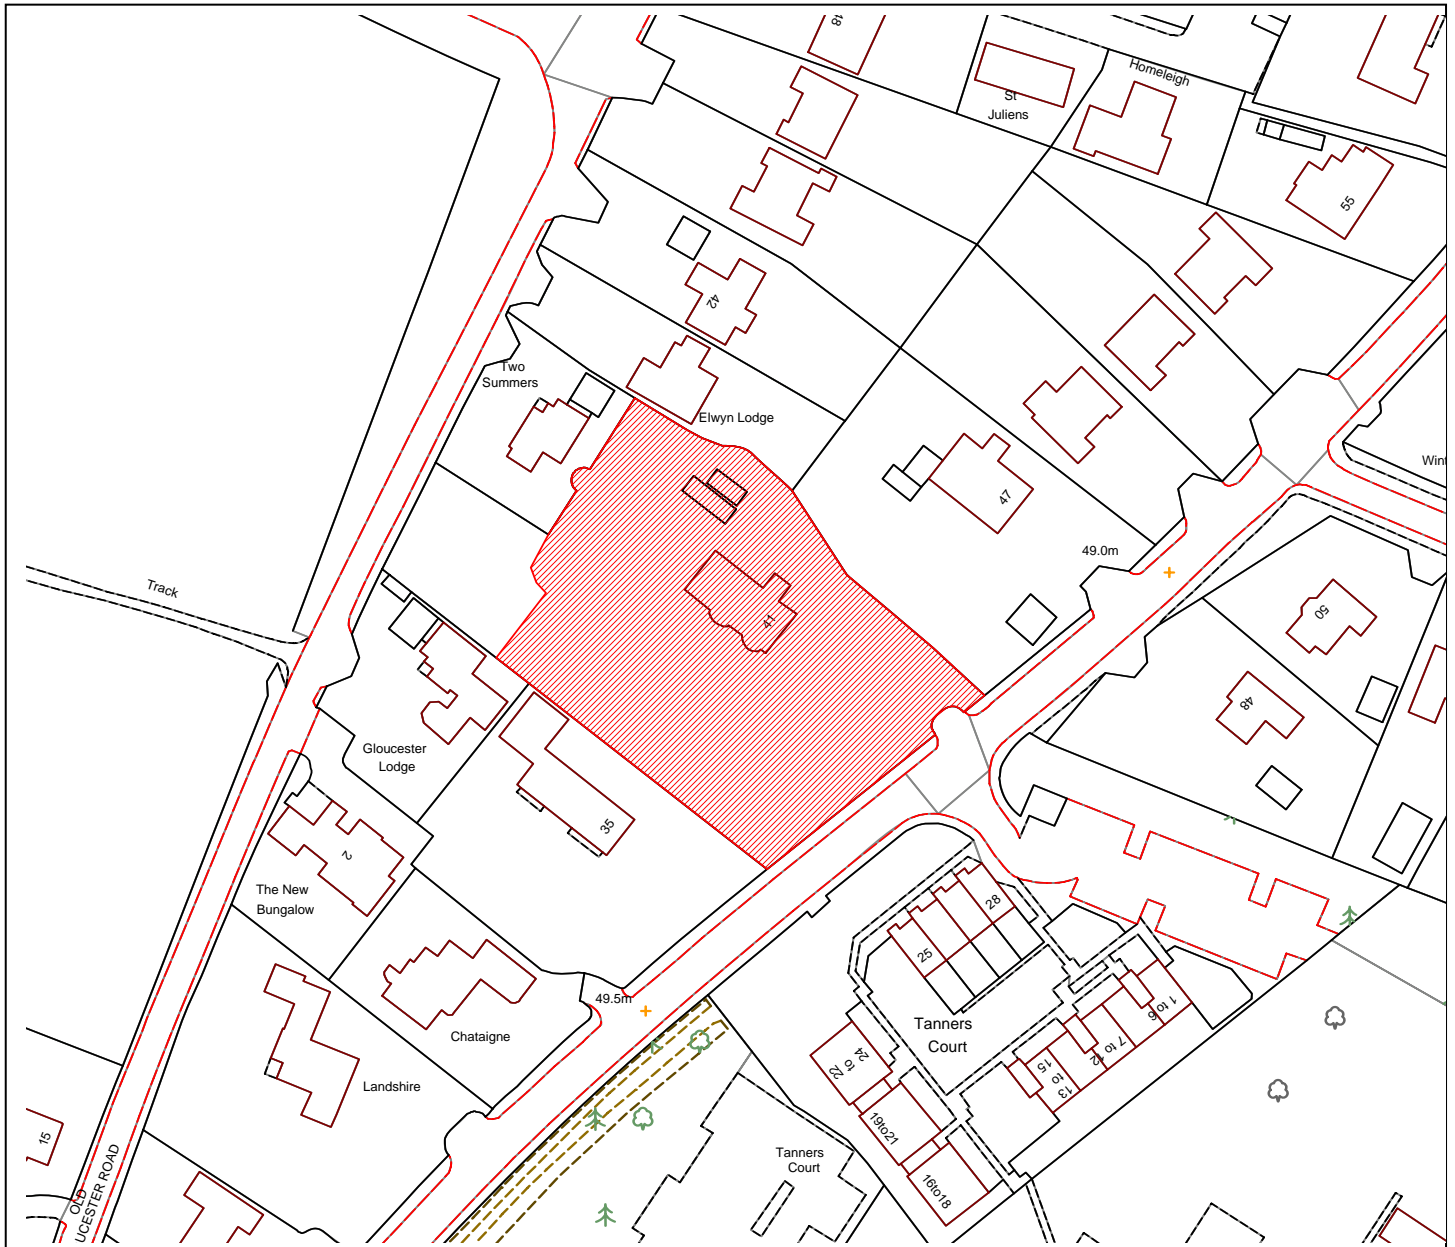 18
Homeleigh
St
Juliens
55
42
Two
Summers
Elwyn Lodge
47
49.0m
Track
41
50
48
Gloucester
Lodge
35
2
The New
Bungalow
28
25
49.5m
Chataigne
Tanners
Court
1 to 6
7 to 12
13
to
15
22
to
24
Landshire
19to21
16to18
Tanners
Court
15
OLD
UCESTER ROAD